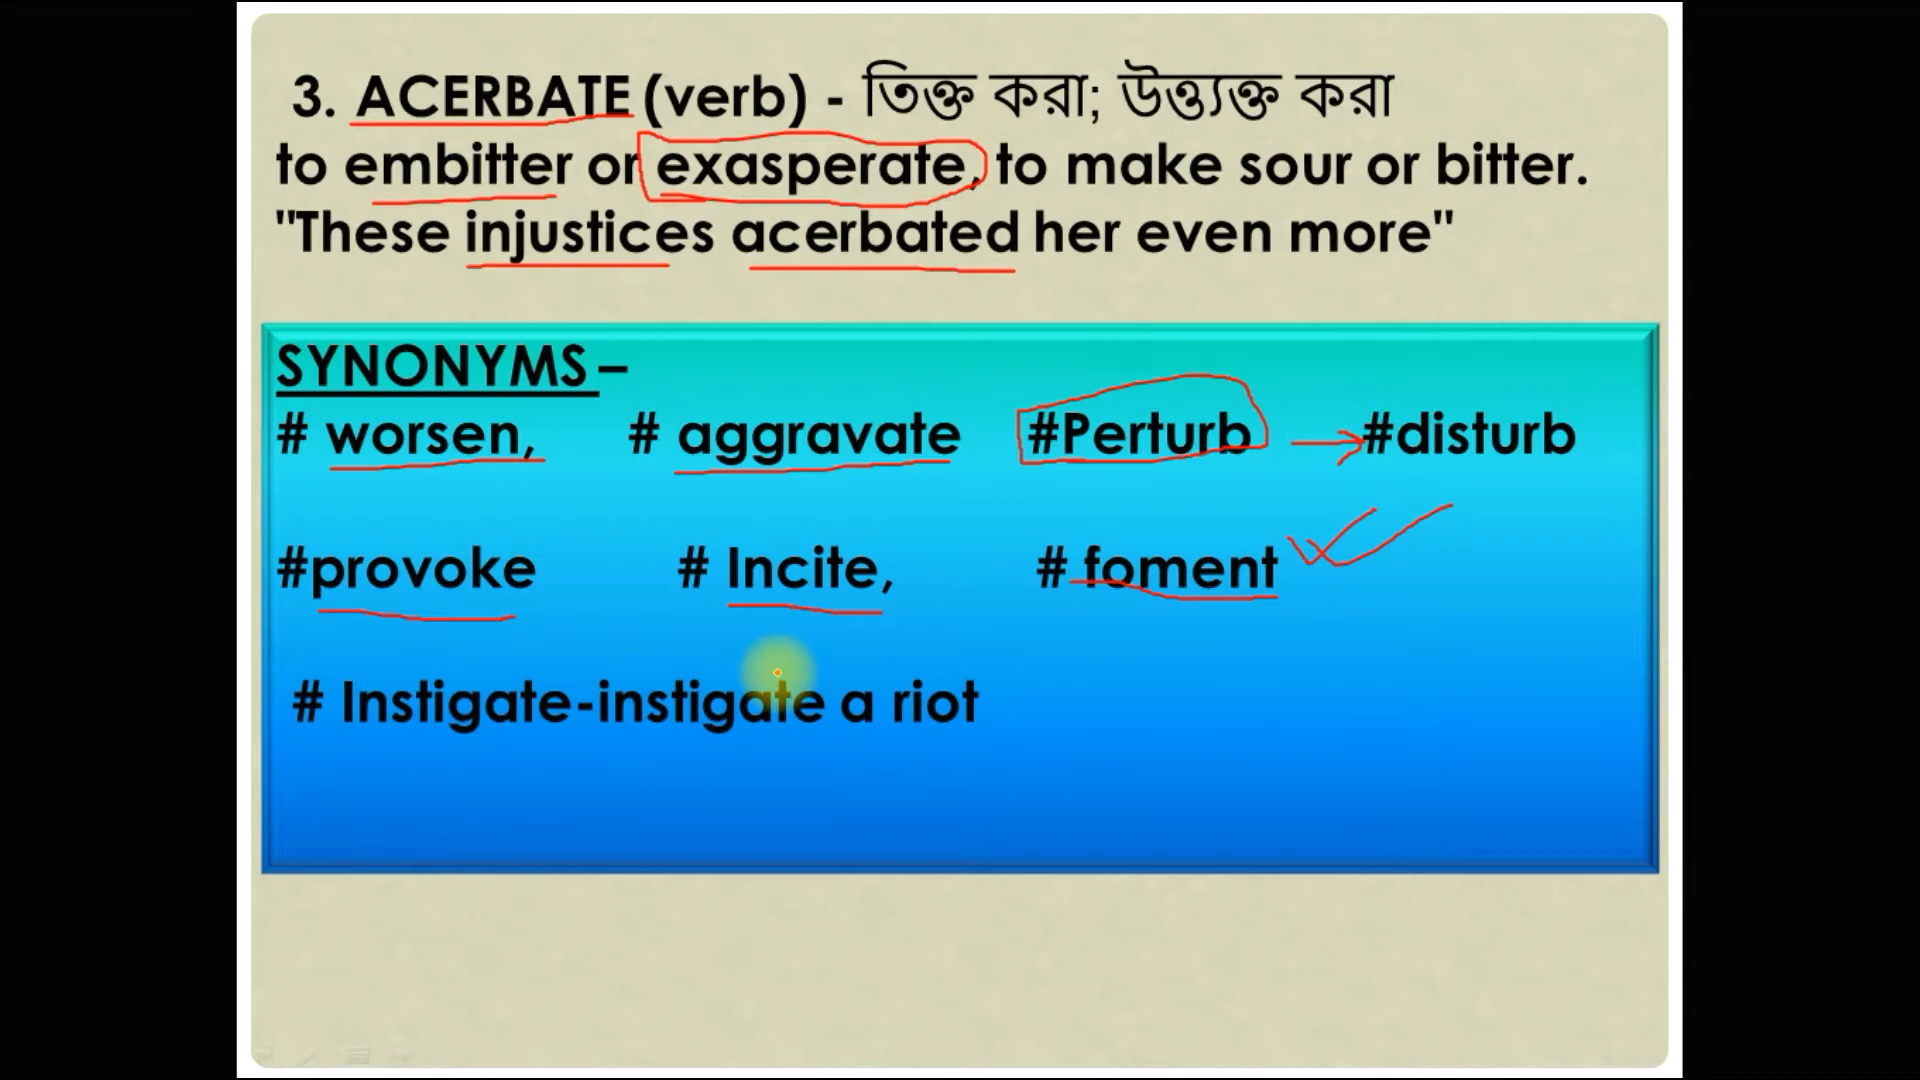 3. ACERBATE (verb) - তিক্ত করা; উত্ত্যক্ত করা
to embitter or exasperate, to make sour or bitter.
"These injustices acerbated her even more"
SYNONYMS –
# worsen, # aggravate #Perturb #disturb
#provoke # Incite, # foment
# Instigate-instigate a riot